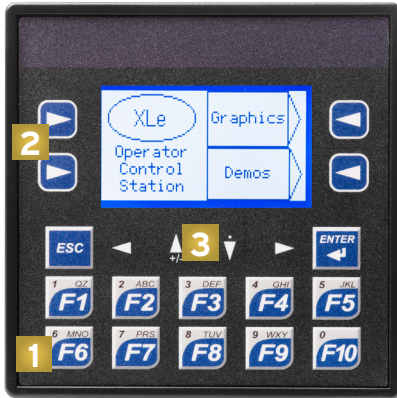 XLe
Operator
Control
Station
Graphics
Demos
2
3
ESC
+/-
.
ENTER
1 QZ
F1
2 ABC
F2
3 DEF
F3
4 GHI
F4
5 JKL
F5
1
6 MNO
F6
7 PRS
F7
8 TUV
F8
9 WXY
F9
0
F10